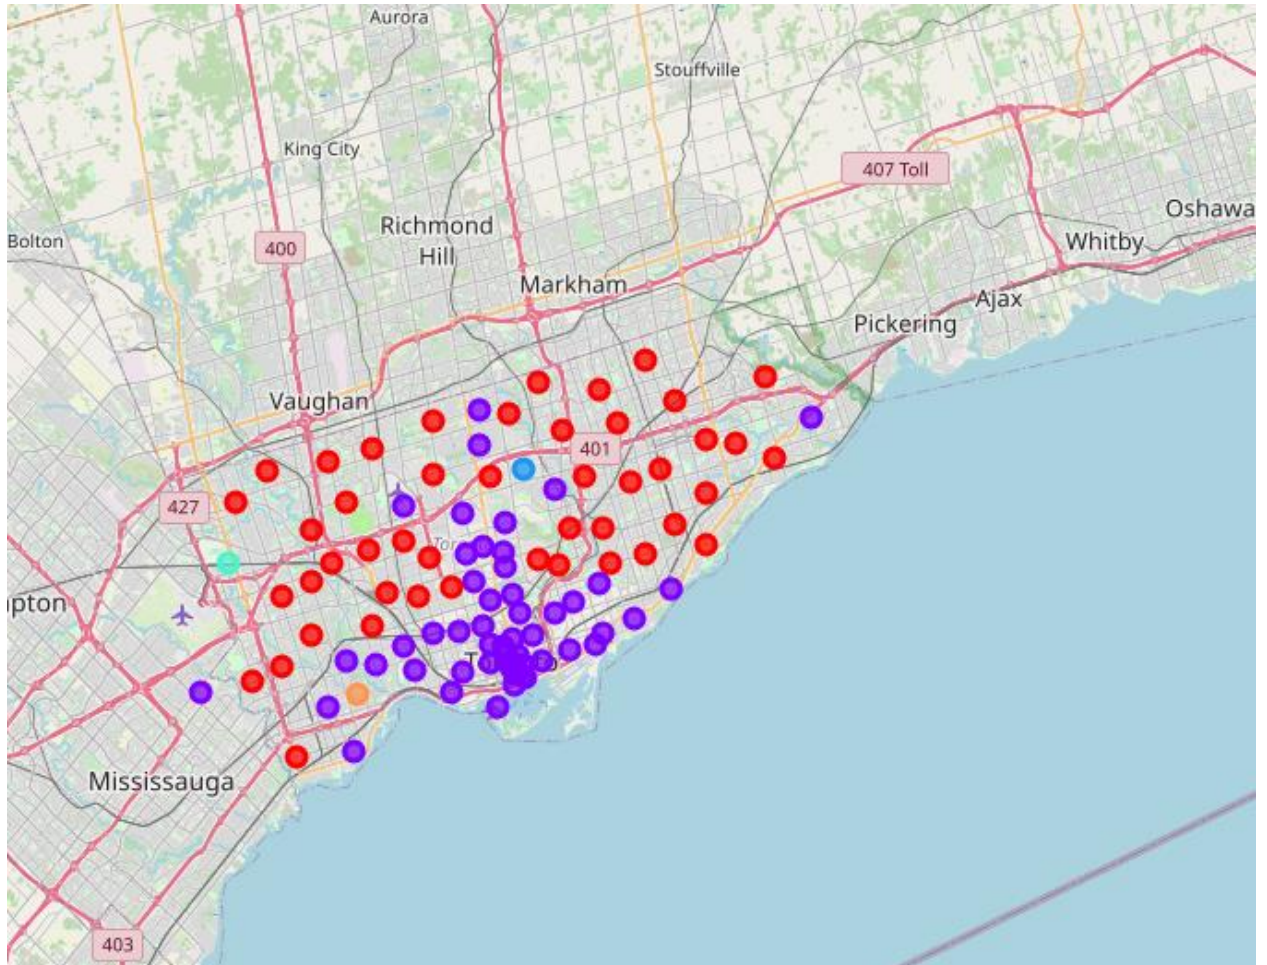 Aurora
Stouffville
King City
407 Toll
Richmond
Hill
Oshawa
Bolton
400
Whitby
Markham
Ajax
Pickering
Vaughan
401
427
pton
Mississauga
403